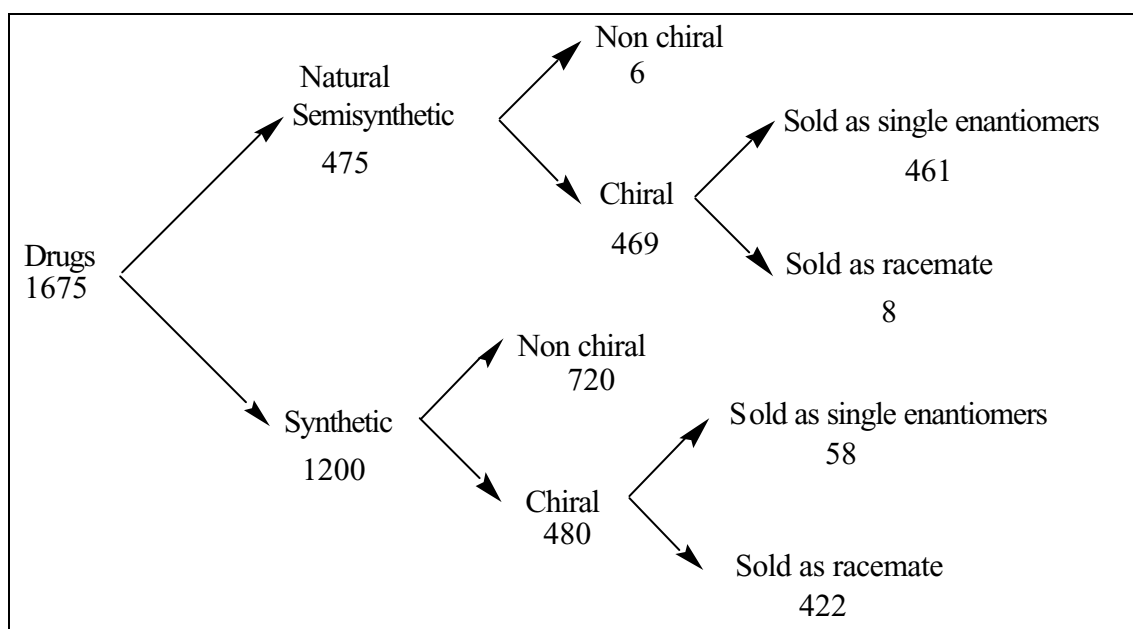 Non chiral
6
Natural
Semisynthetic
475
Sold as single enantiomers
461
Chiral
469
Drugs
1675
Sold as racemate
8
Non chiral
720
Synthetic
1200
Sold as single enantiomers
58
Chiral
480
Sold as racemate
422